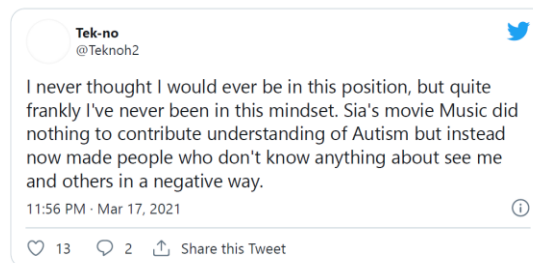 Tek-no
@Teknoh2
I never thought I would ever be in this position, but quite
frankly I've never been in this mindset. Sia's movie Music did
nothing to contribute understanding of Autism but instead
now made people who don't know anything about see me
and others in a negative way.
11:56 PM · Mar 17, 2021
13 2 Share this Tweet